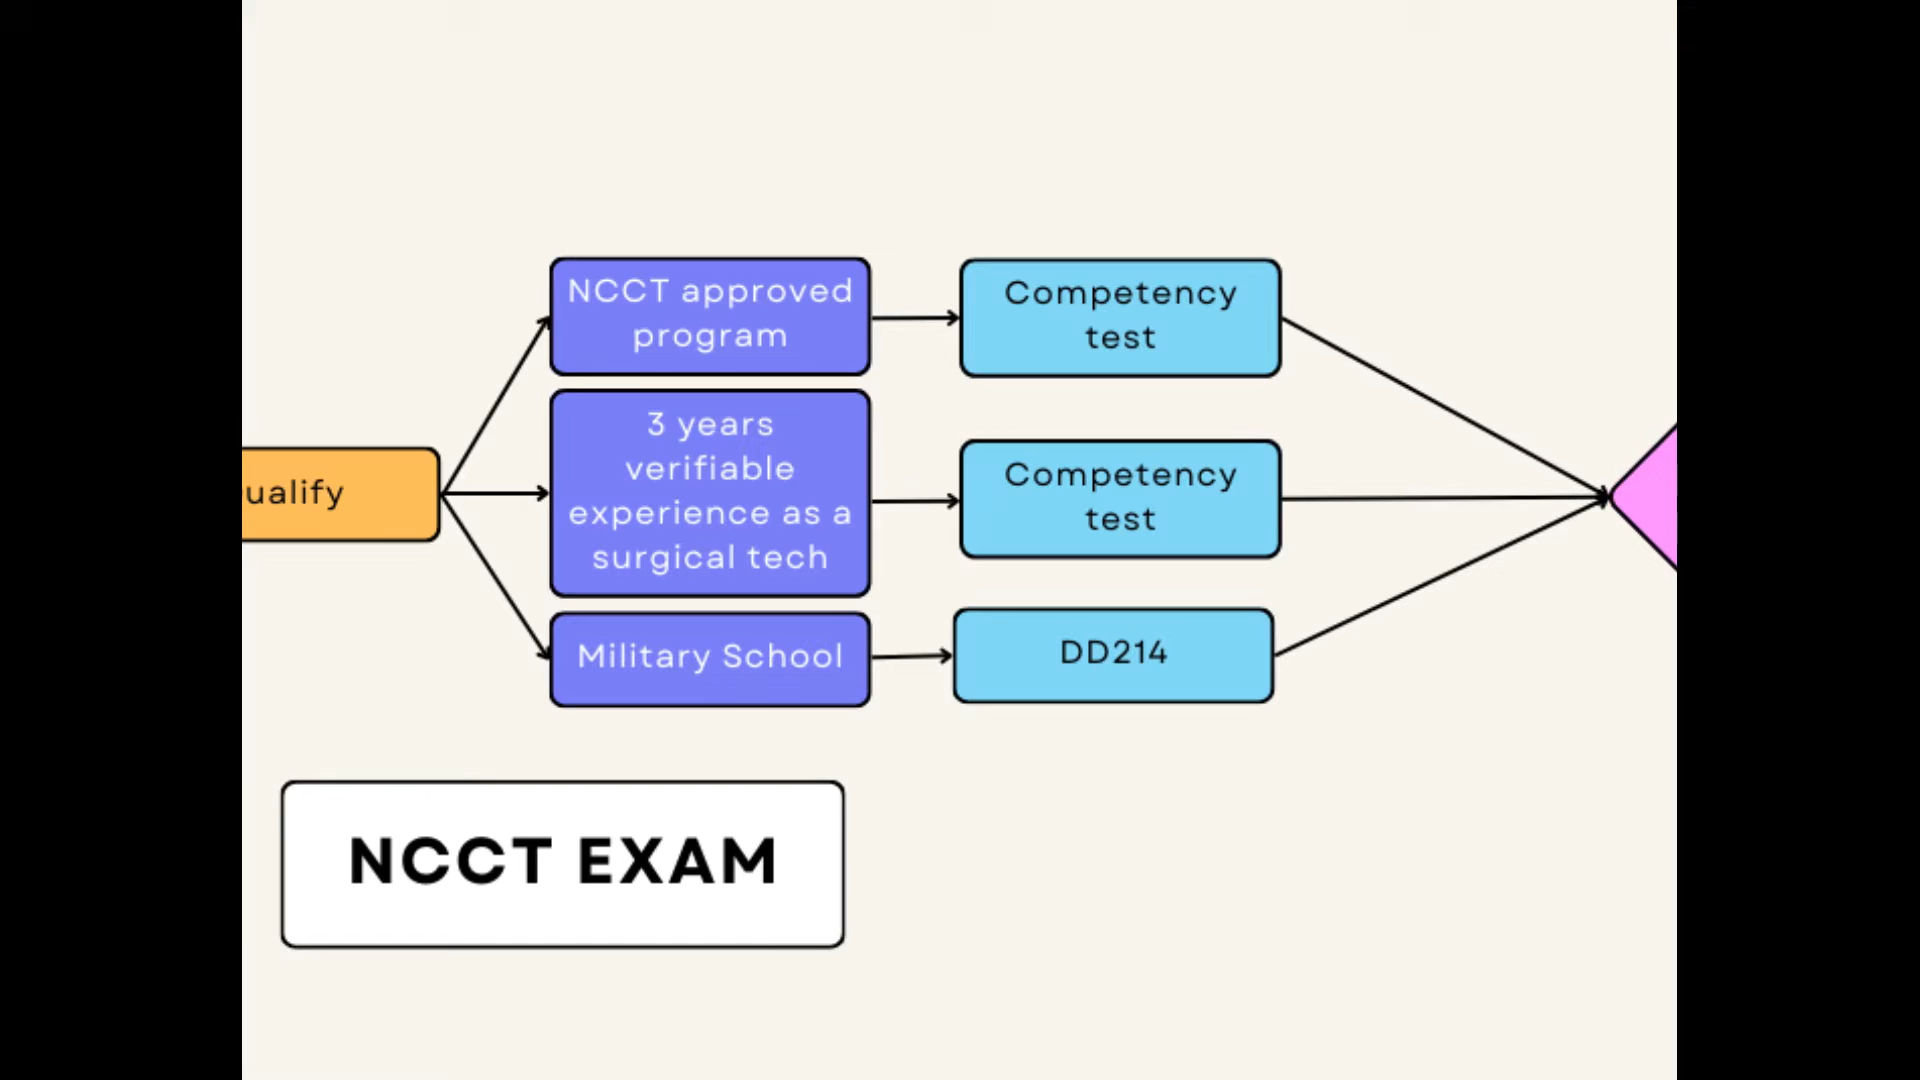 NCCT approved
program
Competency
test
ualify
3 years
verifiable
experience as a
surgical tech
Competency
test
Military School
DD214
NCCT EXAM